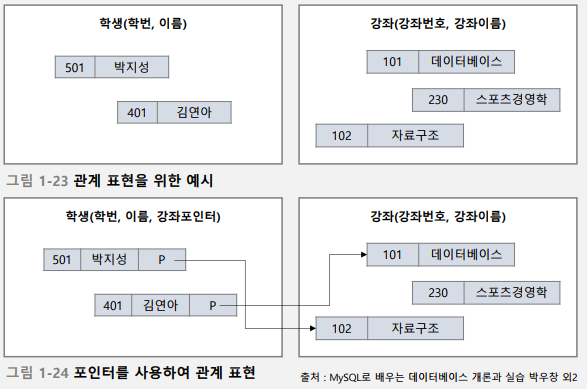 학생(학번, 이름)
501 박지성
401 김연아
강좌(강좌번호, 강좌이름)
101 데이터베이스
230 스포츠경영학
102 자료구조
그림 1-23 관계 표현을 위한 예시
학생(학번, 이름, 강좌포인터)
501 박지성 P
401 김연아 P
강좌(강좌번호, 강좌이름)
101 데이터베이스
230 스포츠경영학
102 자료구조
그림 1-24 포인터를 사용하여 관계 표현
출처 : MySQL로 배우는 데이터베이스 개론과 실습 박우창 외2